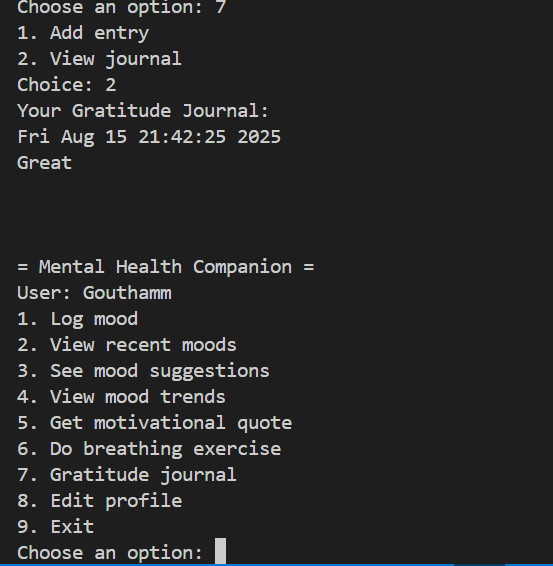 Choose an option: 7
1. Add entry
2. View journal
Choice: 2
Your Gratitude Journal:
Fri Aug 15 21:42:25 2025
Great
= Mental Health Companion =
User: Gouthamm
1. Log mood
2. View recent moods
3. See mood suggestions
4. View mood trends
5. Get motivational quote
6. Do breathing exercise
7. Gratitude journal
8. Edit profile
9. Exit
Choose an option: